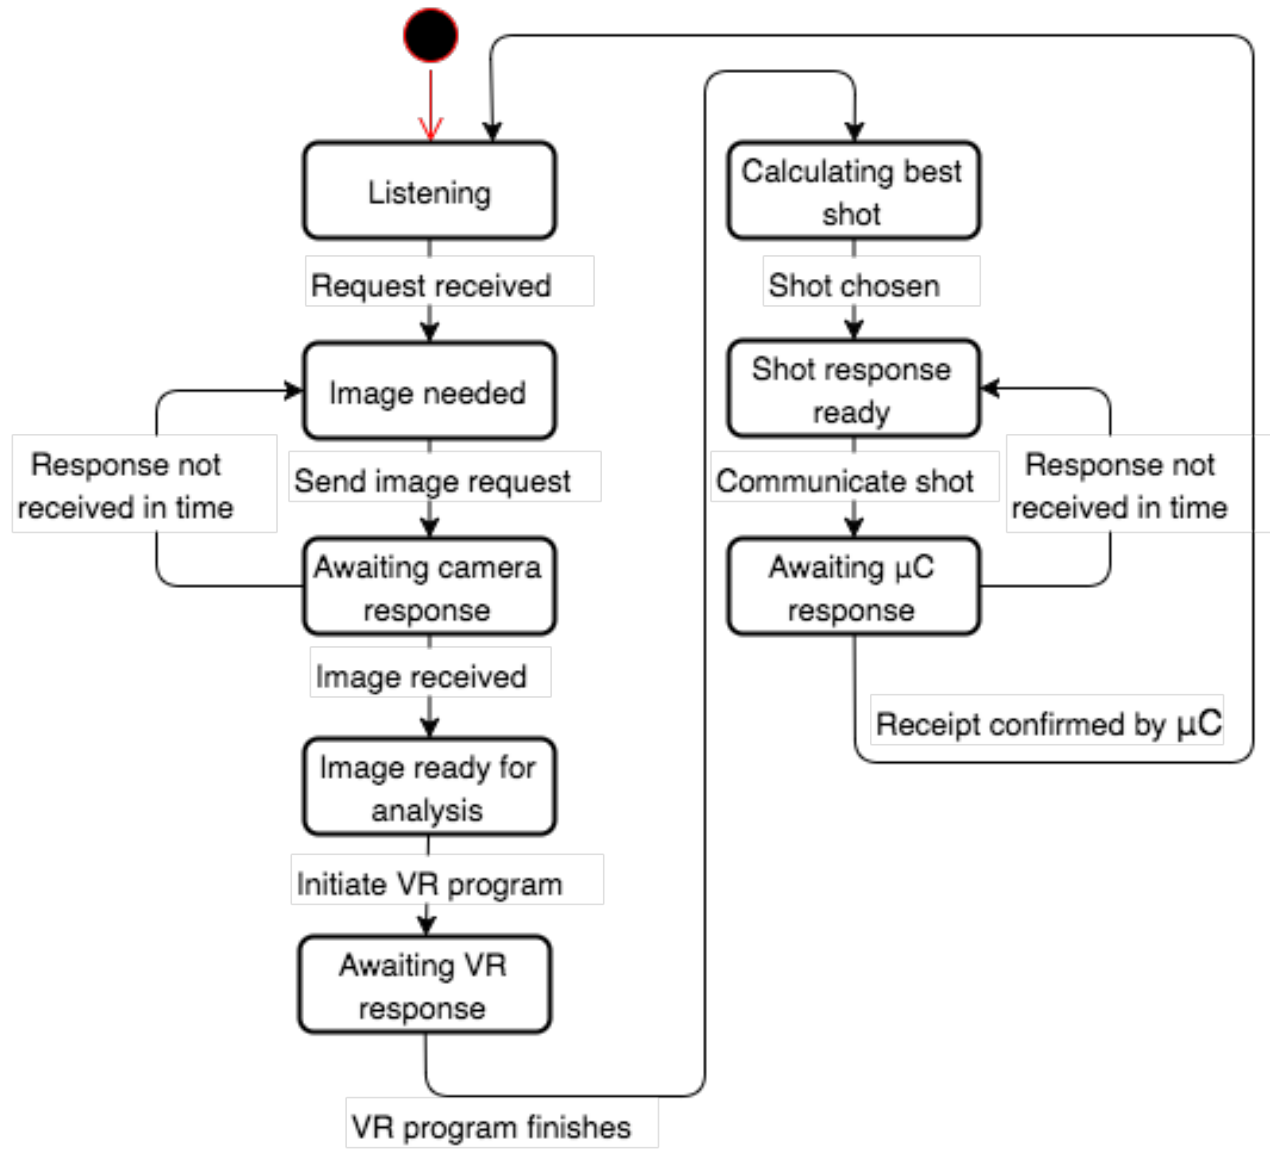 Listening
Request received
Image needed
Response not
received in time
Send image request
Awaiting camera
response
Image received
Image ready for
analysis
Initiate VR program
Awaiting VR
response
VR program finishes
Calculating best
shot
Shot chosen
Shot response
ready
Communicate shot
Response not
received in time
Awaiting µC
response
Receipt confirmed by µC